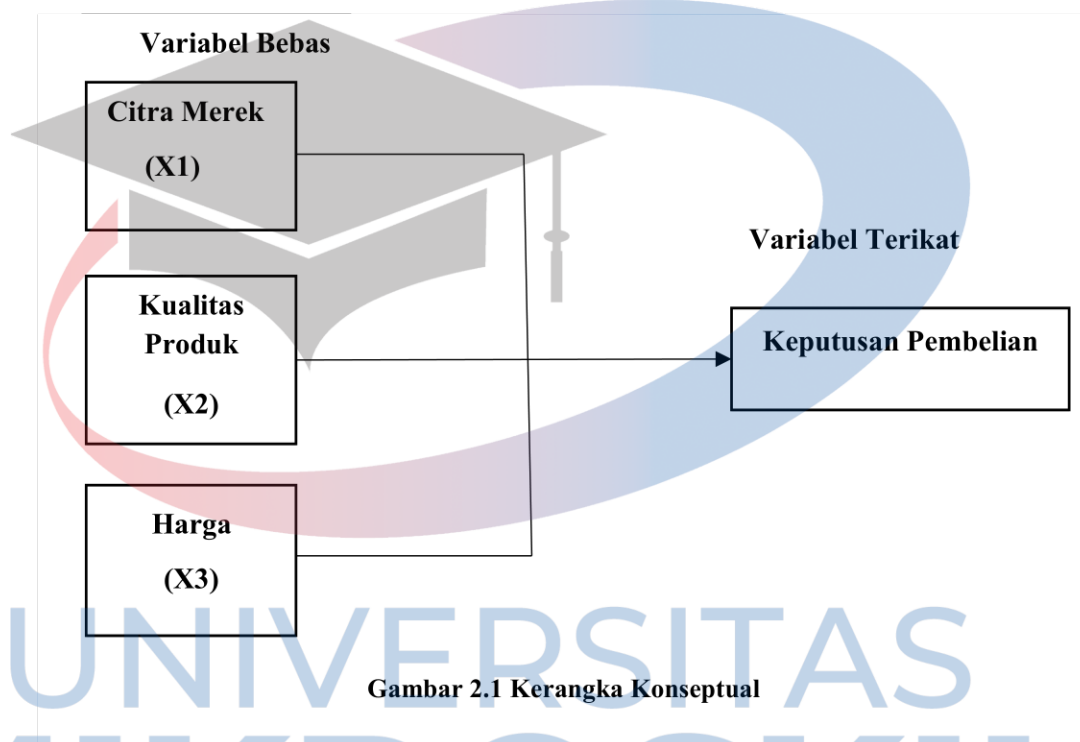 Variabel Bebas
Citra Merek
(X1)
Kualitas
Produk
(X2)
Harga
(X3)
Variabel Terikat
Keputusan Pembelian
Gambar 2.1 Kerangka Konseptual
UNIVERSITAS